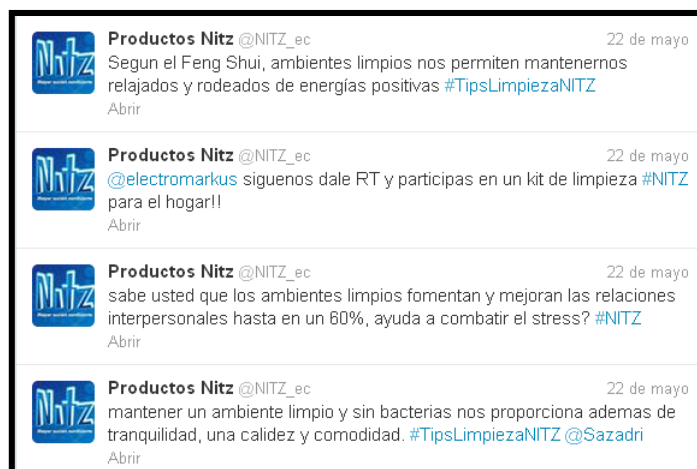 Productos Nitz @NITZ_ec 22 de mayo
Segun el Feng Shui, ambientes limpios nos permiten mantenernos
relajados y rodeados de energías positivas #TipsLimpiezaNITZ
Abrir
Nitz
Productos Nitz @NITZ_ec 22 de mayo
@electromarkus siguenos dale RT y participas en un kit de limpieza #NITZ
para el hogar!!
Abrir
Nitz
Productos Nitz @NITZ_ec 22 de mayo
sabe usted que los ambientes limpios fomentan y mejoran las relaciones
interpersonales hasta en un 60%, ayuda a combatir el stress? #NITZ
Abrir
Nitz
Productos Nitz @NITZ_ec 22 de mayo
mantener un ambiente limpio y sin bacterias nos proporciona ademas de
tranquilidad, una calidez y comodidad. #TipsLimpiezaNITZ @Sazadri
Abrir
Nitz